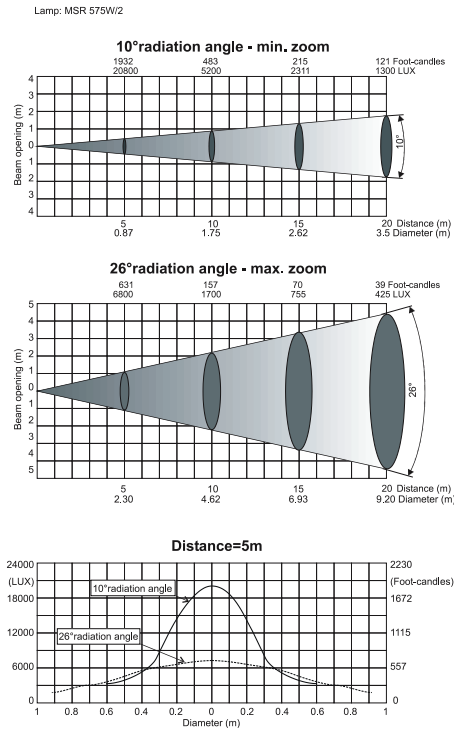 Lamp: MSR 575W/2
10°radiation angle - min. zoom
1932 483 215 121 Foot-candles
20800 5200 2311 1300 LUX
4
3
2
1
0
1
2
3
4
Beam opening (m)
10°
5 10 15 20 Distance (m)
0.87 1.75 2.62 3.5 Diameter (m)
26°radiation angle - max. zoom
631 157 70 39 Foot-candles
6800 1700 755 425 LUX
5
4
3
2
1
0
1
2
3
4
5
Beam opening (m)
26°
5 10 15 20 Distance (m)
2.30 4.62 6.93 9.20 Diameter (m)
Distance=5m
24000 2230
(LUX) (Foot-candles)
10°radiation angle
18000 1672
26°radiation angle
12000 1115
6000 557
0 0
1 0.8 0.6 0.4 0.2 0 0.2 0.4 0.6 0.8 1
Diameter (m)